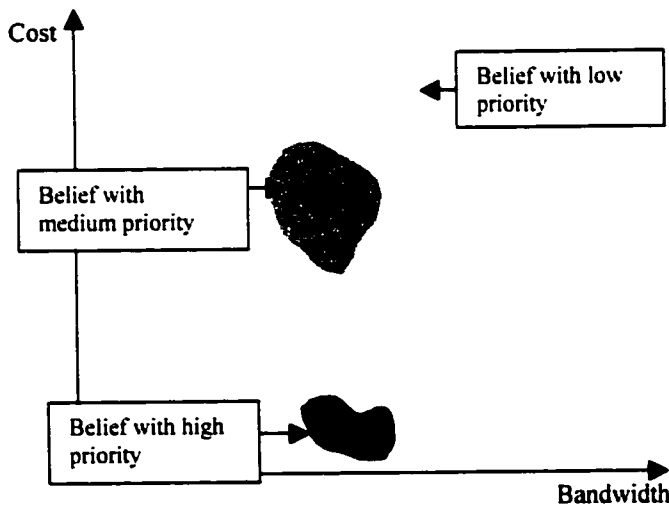 Cost
Belief with low
priority
Belief with
medium priority
Belief with high
priority
Bandwidth